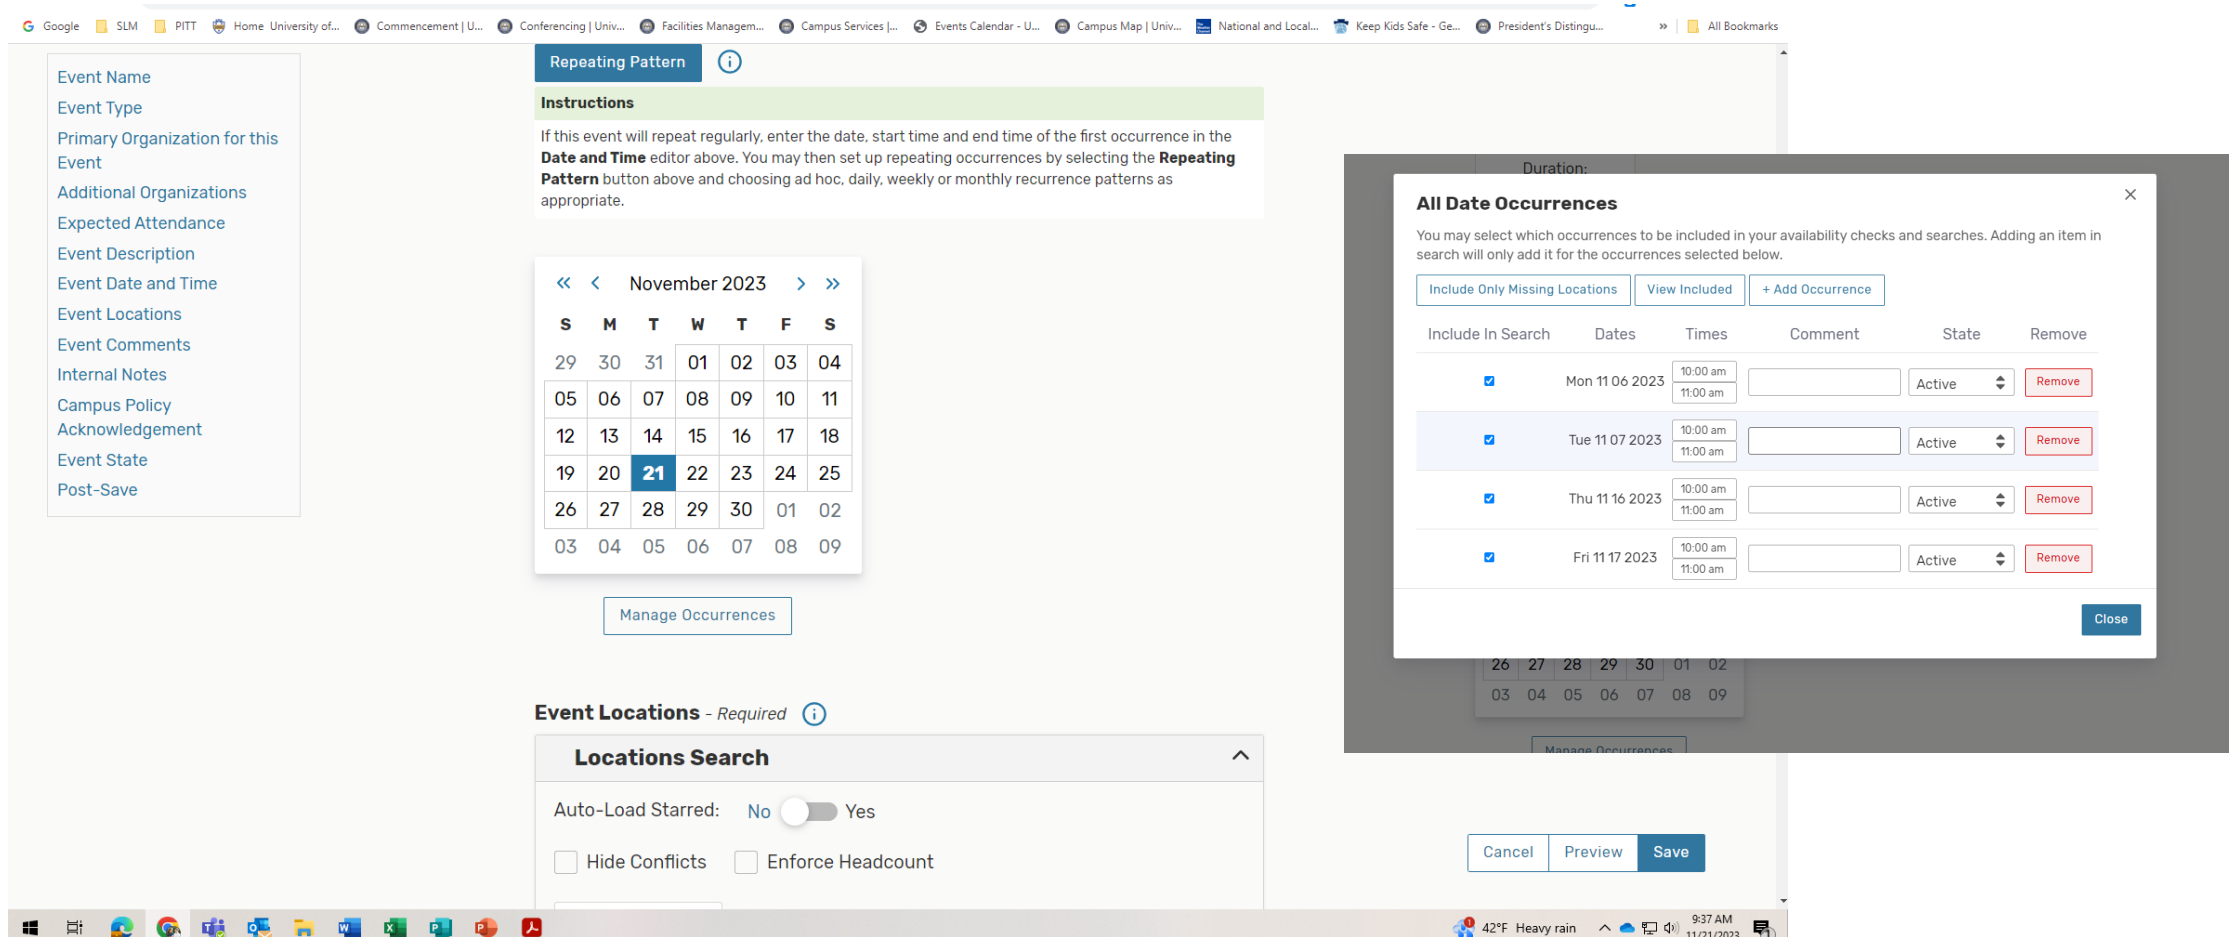 Google SLM PITT Home University of... Commencement | U... Conferencing | Univ... Facilities Managem... Campus Services |... Events Calendar - U... Campus Map | Univ... National and Local... Keep Kids Safe - Ge... President's Distingu... » All Bookmarks
Event Name
Event Type
Primary Organization for this
Event
Additional Organizations
Expected Attendance
Event Description
Event Date and Time
Event Locations
Event Comments
Internal Notes
Campus Policy
Acknowledgement
Event State
Post-Save
Repeating Pattern
Instructions
If this event will repeat regularly, enter the date, start time and end time of the first occurrence in the
Date and Time editor above. You may then set up repeating occurrences by selecting the Repeating
Pattern button above and choosing ad hoc, daily, weekly or monthly recurrence patterns as
appropriate.
« ‹ November 2023 › »
S M T W T F S
29 30 31 01 02 03 04
05 06 07 08 09 10 11
12 13 14 15 16 17 18
19 20 21 22 23 24 25
26 27 28 29 30 01 02
03 04 05 06 07 08 09
Manage Occurrences
Event Locations - Required
Locations Search
Auto-Load Starred: No Yes
Hide Conflicts Enforce Headcount
Cancel Preview Save
Duration:
All Date Occurrences
You may select which occurrences to be included in your availability checks and searches. Adding an item in
search will only add it for the occurrences selected below.
Include Only Missing Locations View Included + Add Occurrence
Include In Search Dates Times Comment State Remove
Mon 11 06 2023 10:00 am Active Remove
11:00 am
Tue 11 07 2023 10:00 am Active Remove
11:00 am
Thu 11 16 2023 10:00 am Active Remove
11:00 am
Fri 11 17 2023 10:00 am Active Remove
11:00 am
Close
26 27 28 29 30 01 02
03 04 05 06 07 08 09
Manage Occurrences
42°F Heavy rain 9:37 AM
11/21/2023